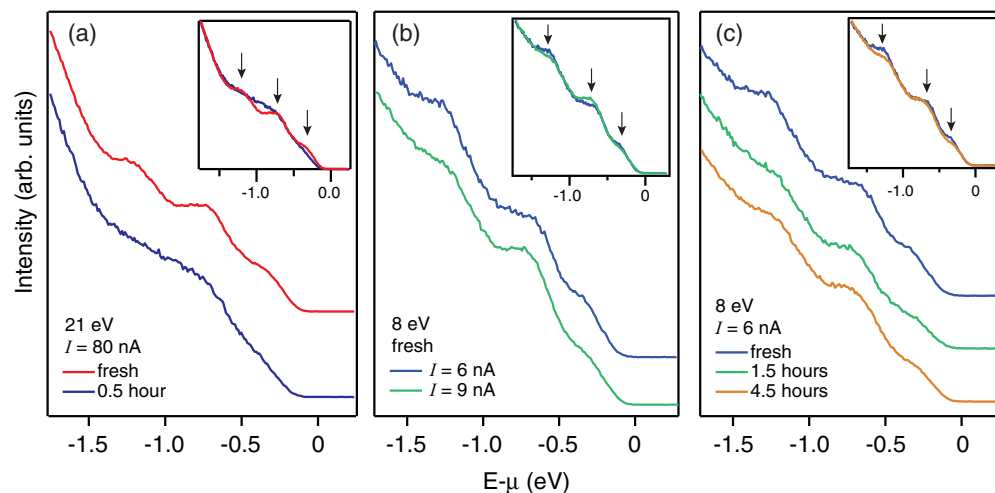 Intensity (arb. units)
(a)
-1.0
0.0
21 eV
I = 80 nA
fresh
0.5 hour
-1.5
-1.0
-0.5
0
(b)
-1.0
0
8 eV
fresh
I = 6 nA
I = 9 nA
-1.5
-1.0
-0.5
0
(c)
-1.0
0
8 eV
I = 6 nA
fresh
1.5 hours
4.5 hours
-1.5
-1.0
-0.5
0
E-μ (eV)